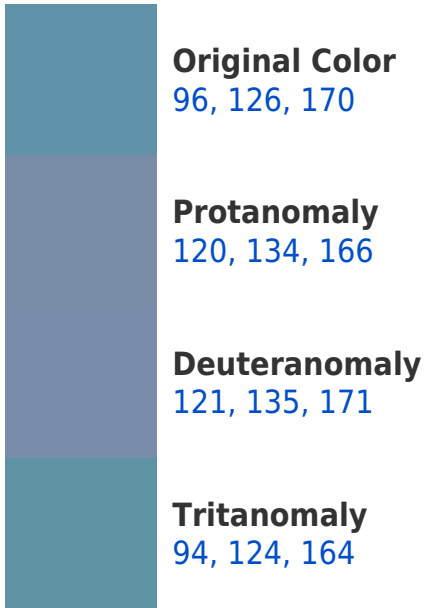 Original Color
96, 126, 170
Protanomaly
120, 134, 166
Deuteranomaly
121, 135, 171
Tritanomaly
94, 124, 164